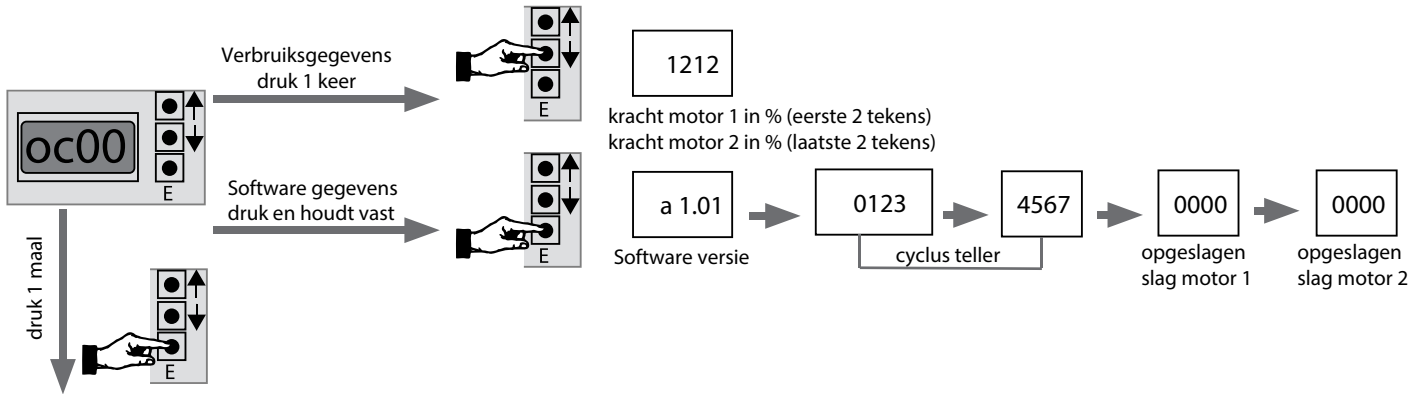 oc00
E
Verbruiksgegevens
druk 1 keer
E
1212
kracht motor 1 in % (eerste 2 tekens)
kracht motor 2 in % (laatste 2 tekens)
Software gegevens
druk en houdt vast
E
a 1.01
Software versie
0123
4567
cyclus teller
0000
opgeslagen
slag motor 1
0000
opgeslagen
slag motor 2
druk 1 maal
E